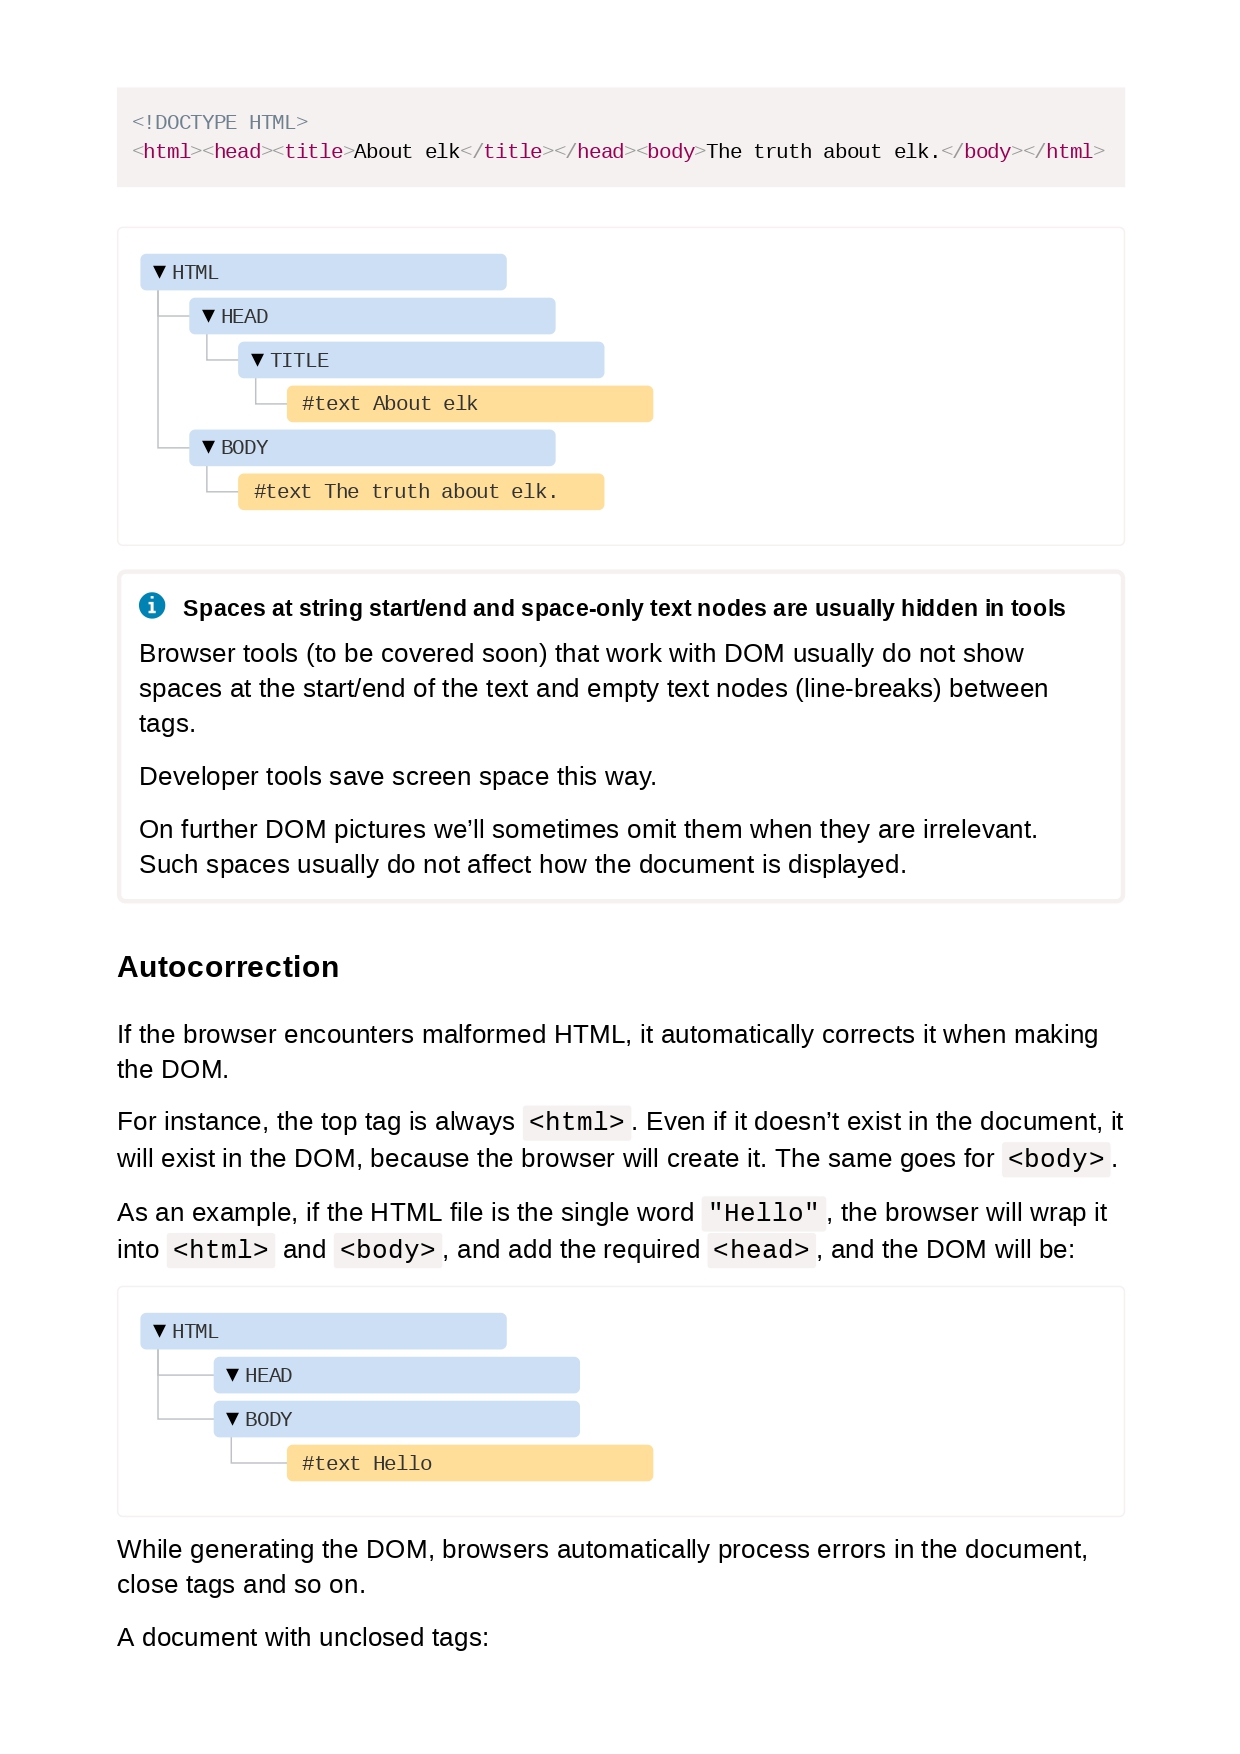 <!DOCTYPE HTML>
<html><head><title>About elk</title></head><body>The truth about elk.</body></html>
▼ HTML
▼ HEAD
▼ TITLE
#text About elk
▼ BODY
#text The truth about elk.
Spaces at string start/end and space-only text nodes are usually hidden in tools
Browser tools (to be covered soon) that work with DOM usually do not show
spaces at the start/end of the text and empty text nodes (line-breaks) between
tags.
Developer tools save screen space this way.
On further DOM pictures we’ll sometimes omit them when they are irrelevant.
Such spaces usually do not affect how the document is displayed.
Autocorrection
If the browser encounters malformed HTML, it automatically corrects it when making
the DOM.
For instance, the top tag is always <html>. Even if it doesn’t exist in the document, it
will exist in the DOM, because the browser will create it. The same goes for <body>.
As an example, if the HTML file is the single word "Hello", the browser will wrap it
into <html> and <body>, and add the required <head>, and the DOM will be:
▼ HTML
▼ HEAD
▼ BODY
#text Hello
While generating the DOM, browsers automatically process errors in the document,
close tags and so on.
A document with unclosed tags: